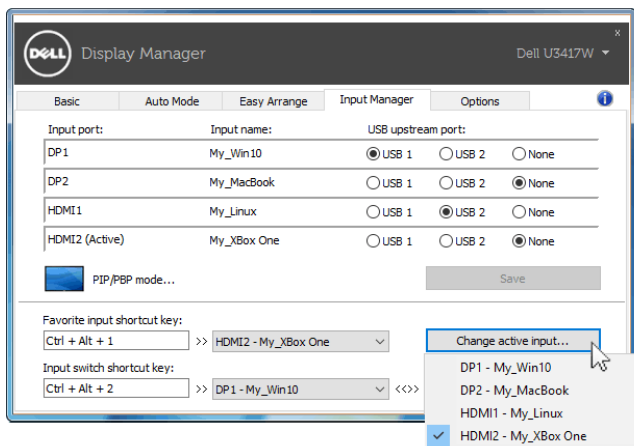 x
DELL Display Manager Dell U3417W
Basic Auto Mode Easy Arrange Input Manager Options i
Input port: Input name: USB upstream port:
DP1 My_Win10 USB 1 USB 2 None
DP2 My_MacBook USB 1 USB 2 None
HDMI1 My_Linux USB 1 USB 2 None
HDMI2 (Active) My_XBox One USB 1 USB 2 None
PIP/PBP mode... Save
Favorite input shortcut key:
Ctrl + Alt + 1 >> HDMI2 - My_XBox One Change active input...
Input switch shortcut key:
Ctrl + Alt + 2 >> DP1 - My_Win10 <<>>
DP1 - My_Win10
DP2 - My_MacBook
HDMI1 - My_Linux
HDMI2 - My_XBox One